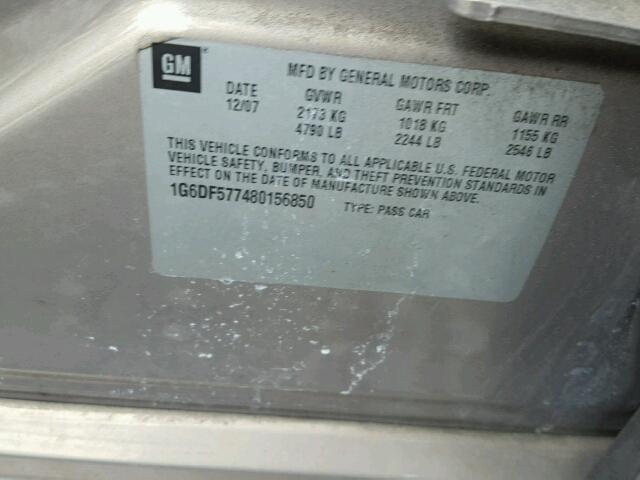 GM
MFD BY GENERAL MOTORS CORP.
DATE GVWR GAWR FRT GAWR RR
12/07 2173 KG 1018 KG 1155 KG
4790 LB 2244 LB 2546 LB
THIS VEHICLE CONFORMS TO ALL APPLICABLE U.S. FEDERAL MOTOR
VEHICLE SAFETY, BUMPER, AND THEFT PREVENTION STANDARDS IN
EFFECT ON THE DATE OF MANUFACTURE SHOWN ABOVE.
1G6DF577480156850 TYPE: PASS CAR